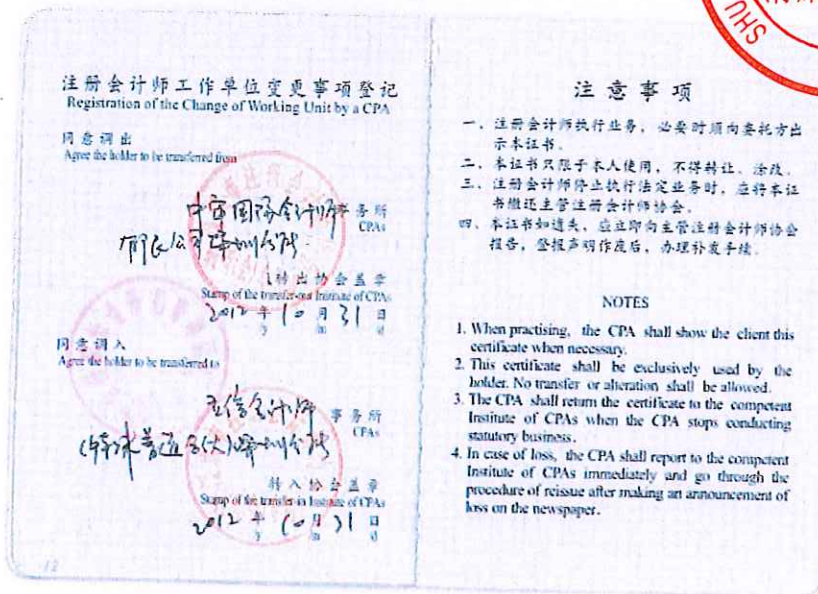 注册会计师工作单位变更事项登记
Registration of the Change of Working Unit by a CPA
同意调出
Agree the holder to be transferred from
中审国际会计师事务所
CPAs
有限公司深圳分所
转出协会盖章
Stamp of the transfer-out Institute of CPAs
2012 年 10 月 31 日
y m d
同意调入
Agree the holder to be transferred to
立信会计师 事务所
CPAs
(特殊普通合伙)深圳分所
转入协会盖章
Stamp of the transfer-in Institute of CPAs
2012 年 10 月 31 日
y m d
12
注意事项
一、注册会计师执行业务，必要时须向委托方出
示本证书。
二、本证书只限于本人使用，不得转让、涂改。
三、注册会计师停止执行法定业务时，应将本证
书缴还主管注册会计师协会。
四、本证书如遗失，应立即向主管注册会计师协会
报告，登报声明作废后，办理补发手续。
NOTES
1. When practising, the CPA shall show the client this
certificate when necessary.
2. This certificate shall be exclusively used by the
holder. No transfer or alteration shall be allowed.
3. The CPA shall return the certificate to the competent
Institute of CPAs when the CPA stops conducting
statutory business.
4. In case of loss, the CPA shall report to the competent
Institute of CPAs immediately and go through the
procedure of reissue after making an announcement of
loss on the newspaper.
SHU